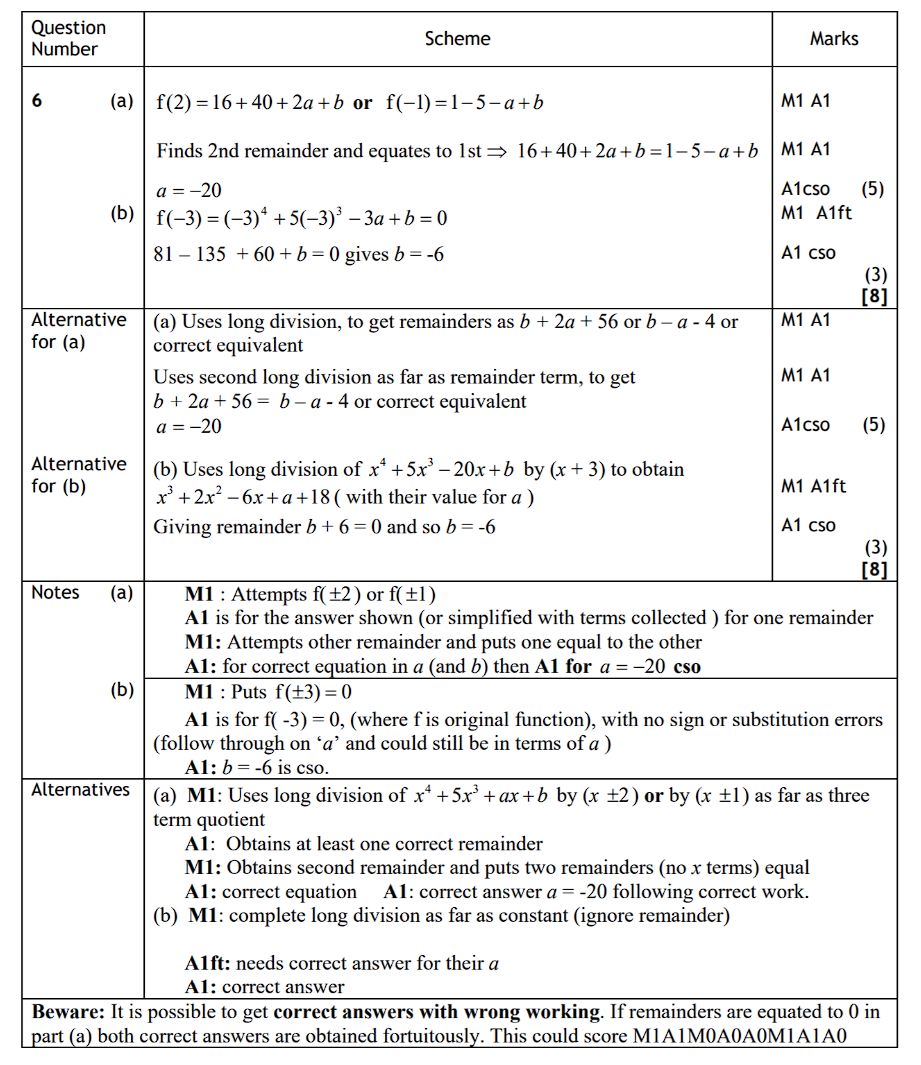 Question Number Scheme Marks
6 (a) f(2) = 16 + 40 + 2a + b or f(−1) = 1 − 5 − a + b M1 A1
Finds 2nd remainder and equates to 1st ⇒ 16 + 40 + 2a + b = 1 − 5 − a + b M1 A1
a = −20 A1cso (5)
(b) f(−3) = (−3)⁴ + 5(−3)³ − 3a + b = 0 M1 A1ft
81 – 135 + 60 + b = 0 gives b = -6 A1 cso
(3)
[8]
Alternative for (a) (a) Uses long division, to get remainders as b + 2a + 56 or b – a - 4 or M1 A1
correct equivalent
Uses second long division as far as remainder term, to get M1 A1
b + 2a + 56 = b – a - 4 or correct equivalent
a = −20 A1cso (5)
Alternative for (b) (b) Uses long division of x⁴ + 5x³ − 20x + b by (x + 3) to obtain
x³ + 2x² − 6x + a + 18 ( with their value for a ) M1 A1ft
Giving remainder b + 6 = 0 and so b = -6 A1 cso
(3)
[8]
Notes (a) M1 : Attempts f(±2) or f(±1)
A1 is for the answer shown (or simplified with terms collected ) for one remainder
M1: Attempts other remainder and puts one equal to the other
A1: for correct equation in a (and b) then A1 for a = −20 cso
(b) M1 : Puts f(±3) = 0
A1 is for f( -3) = 0, (where f is original function), with no sign or substitution errors
(follow through on ‘a’ and could still be in terms of a )
A1: b = -6 is cso.
Alternatives (a) M1: Uses long division of x⁴ + 5x³ + ax + b by (x ±2) or by (x ±1) as far as three
term quotient
A1: Obtains at least one correct remainder
M1: Obtains second remainder and puts two remainders (no x terms) equal
A1: correct equation A1: correct answer a = -20 following correct work.
(b) M1: complete long division as far as constant (ignore remainder)
A1ft: needs correct answer for their a
A1: correct answer
Beware: It is possible to get correct answers with wrong working. If remainders are equated to 0 in
part (a) both correct answers are obtained fortuitously. This could score M1A1M0A0A0M1A1A0